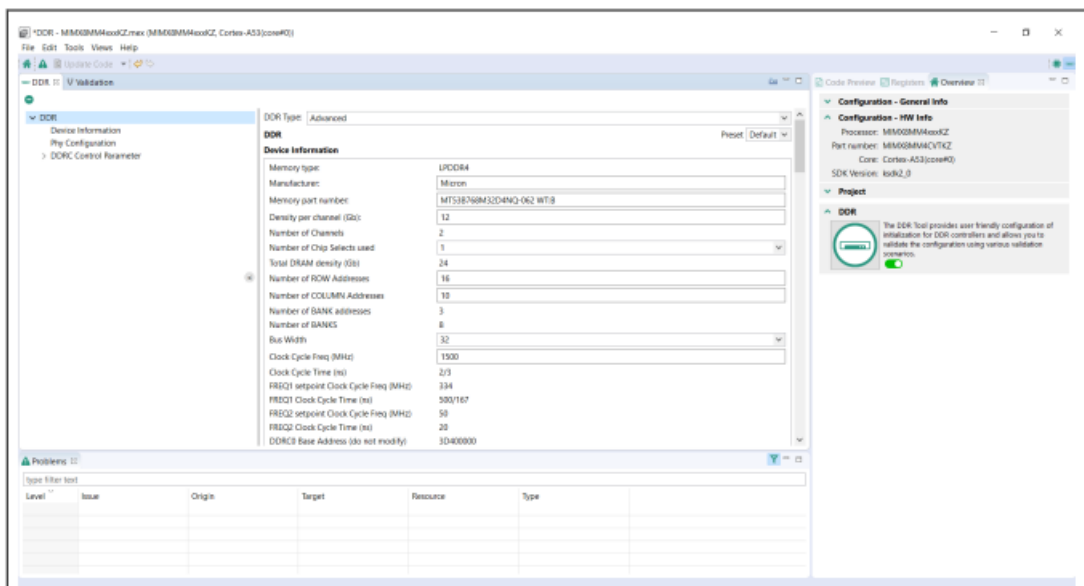 *DDR - MIMX8MM4xxxKZ.mex (MIMX8MM4xxxKZ, Cortex-A53(core#0))
File Edit Tools Views Help
Update Code
DDR Validation
DDR
Device Information
Phy Configuration
DDRC Control Parameter
DDR Type: Advanced
DDR Preset Default
Device Information
Memory type: LPDDR4
Manufacturer: Micron
Memory part number: MT53B768M32D4NQ-062 WT:B
Density per channel (Gb): 12
Number of Channels 2
Number of Chip Selects used 1
Total DRAM density (Gb) 24
Number of ROW Addresses 16
Number of COLUMN Addresses 10
Number of BANK addresses 3
Number of BANKS 8
Bus Width 32
Clock Cycle Freq (MHz) 1500
Clock Cycle Time (ns) 2/3
FREQ1 setpoint Clock Cycle Freq (MHz) 334
FREQ1 Clock Cycle Time (ns) 500/167
FREQ2 setpoint Clock Cycle Freq (MHz) 50
FREQ2 Clock Cycle Time (ns) 20
DDRC0 Base Address (do not modify) 3D400000
Code Preview Registers Overview
Configuration - General Info
Configuration - HW Info
Processor: MIMX8MM4xxxKZ
Part number: MIMX8MM4CVTKZ
Core: Cortex-A53(core#0)
SDK Version: ksdk2_0
Project
DDR
The DDR Tool provides user friendly configuration of
initialization for DDR controllers and allows you to
validate the configuration using various validation
scenarios.
Problems
type filter text
Level Issue Origin Target Resource Type